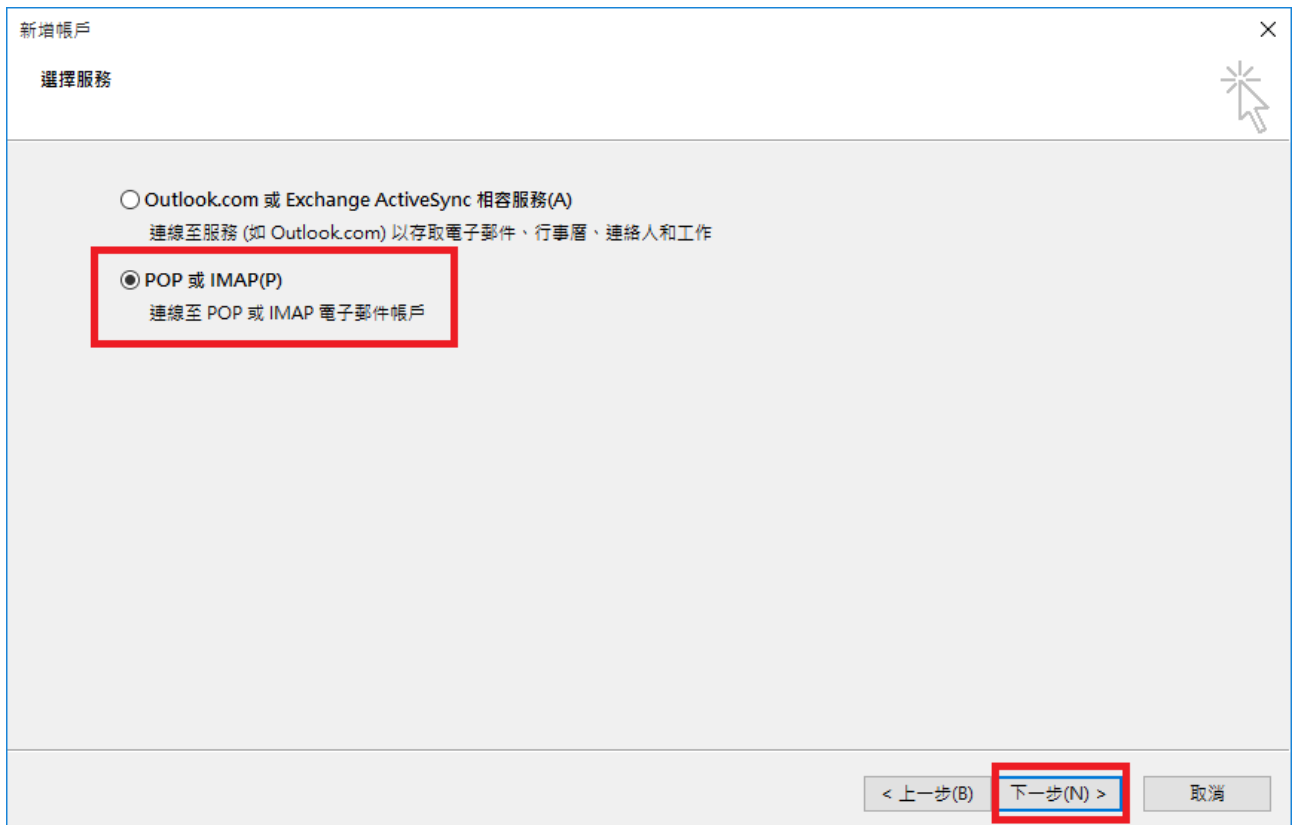 新增帳戶
選擇服務
Outlook.com 或 Exchange ActiveSync 相容服務(A)
連線至服務 (如 Outlook.com) 以存取電子郵件、行事曆、連絡人和工作
POP 或 IMAP(P)
連線至 POP 或 IMAP 電子郵件帳戶
< 上一步(B) 下一步(N) > 取消